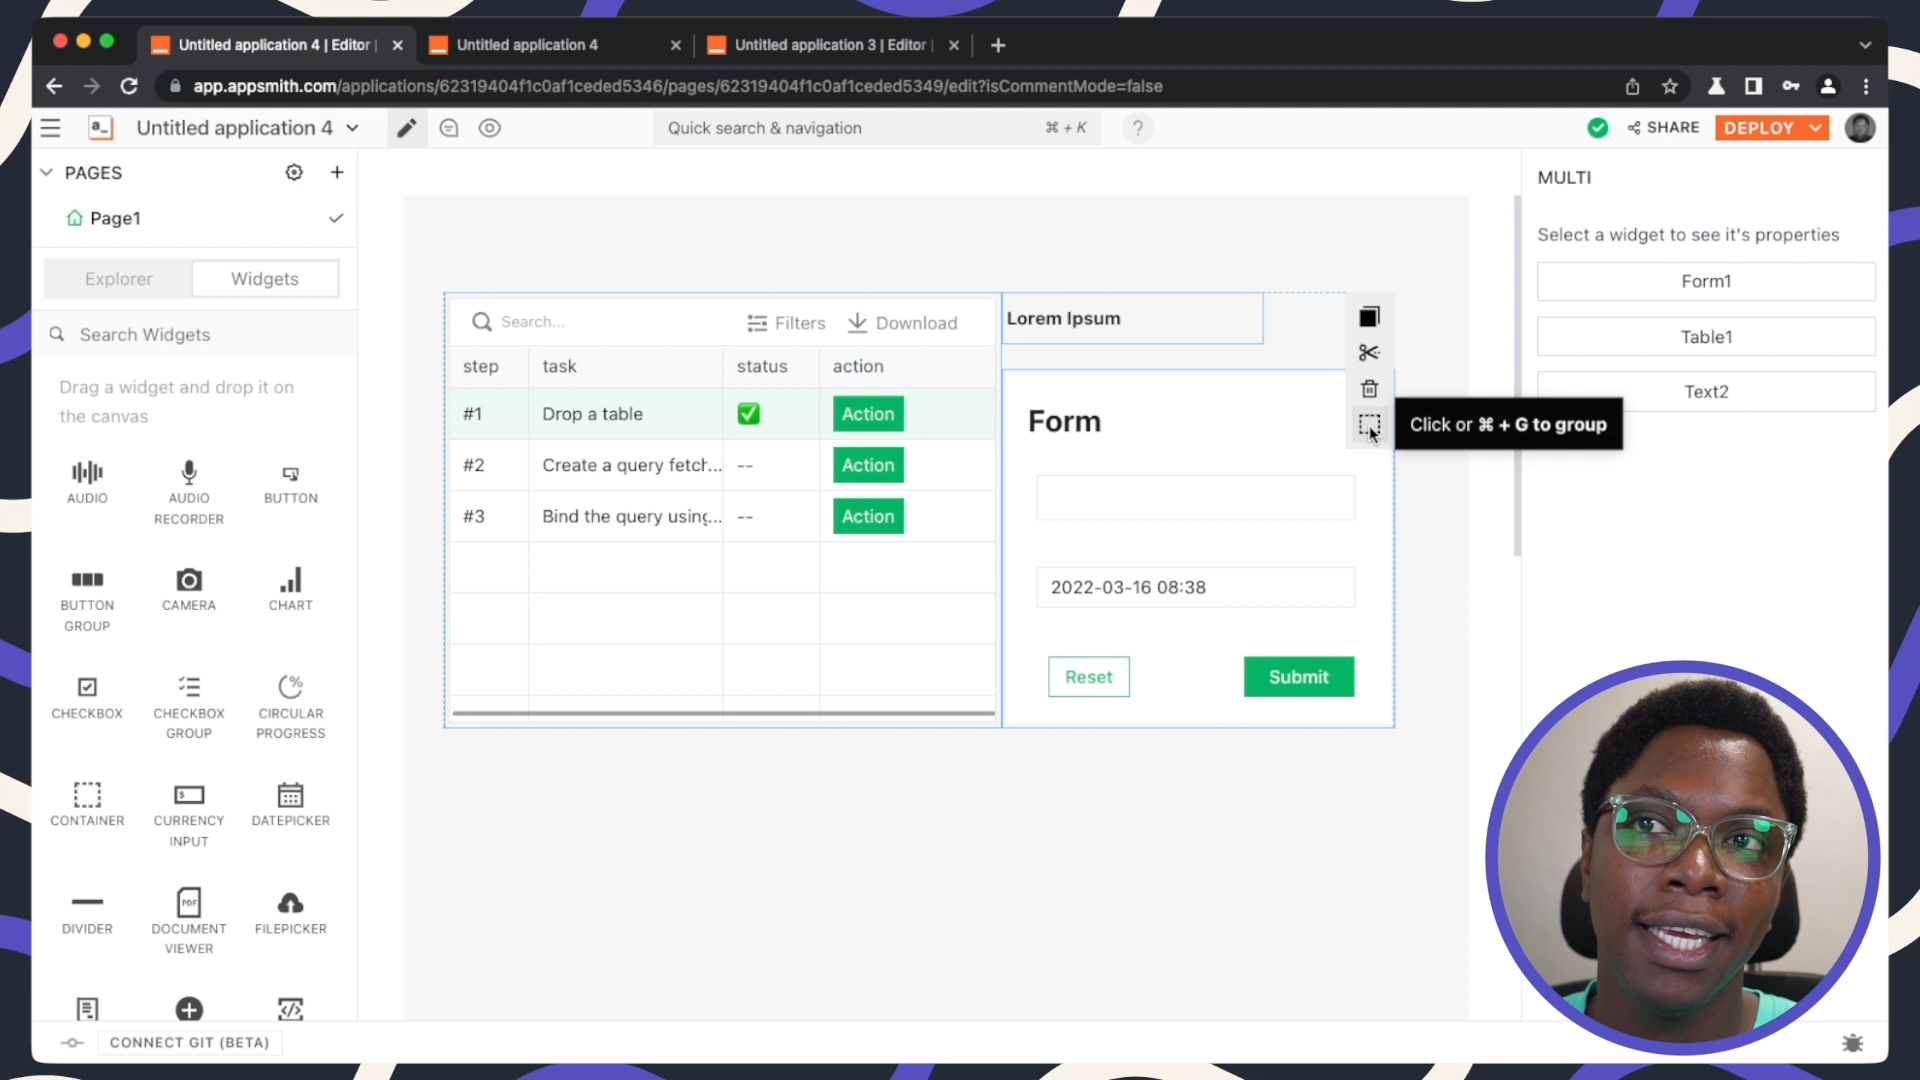 Untitled application 4 | Editor |
Untitled application 4
Untitled application 3 | Editor |
app.appsmith.com/applications/62319404f1c0af1ceded5346/pages/62319404f1c0af1ceded5349/edit?isCommentMode=false
a_
Untitled application 4
Quick search & navigation
⌘ + K
?
SHARE
DEPLOY
PAGES
Page1
Explorer
Widgets
Search Widgets
Drag a widget and drop it on
the canvas
AUDIO
AUDIO
RECORDER
BUTTON
BUTTON
GROUP
CAMERA
CHART
CHECKBOX
CHECKBOX
GROUP
CIRCULAR
PROGRESS
CONTAINER
CURRENCY
INPUT
DATEPICKER
DIVIDER
PDF
DOCUMENT
VIEWER
FILEPICKER
CONNECT GIT (BETA)
Search...
Filters
Download
step
task
status
action
#1
Drop a table
Action
#2
Create a query fetch...
--
Action
#3
Bind the query using...
--
Action
Lorem Ipsum
Form
2022-03-16 08:38
Reset
Submit
Click or ⌘ + G to group
MULTI
Select a widget to see it's properties
Form1
Table1
Text2